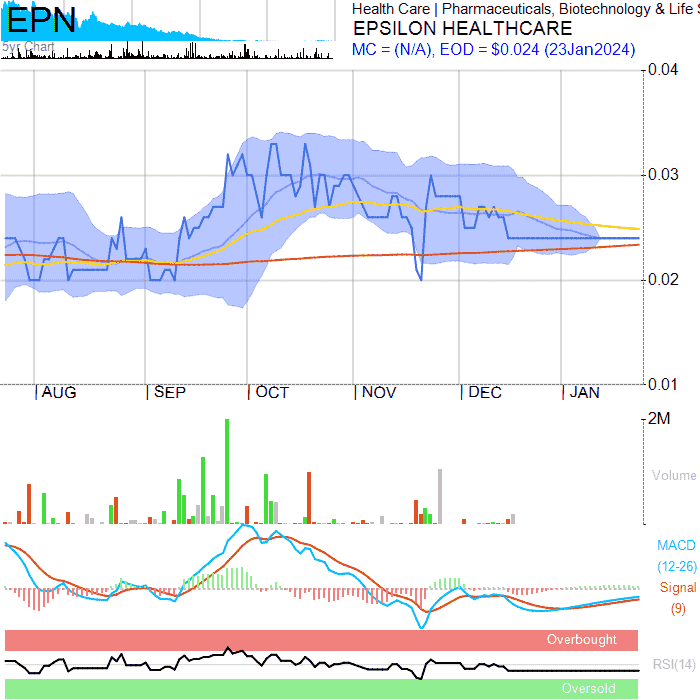 EPN
5yr Chart
Health Care | Pharmaceuticals, Biotechnology & Life S
EPSILON HEALTHCARE
MC = (N/A), EOD = $0.024 (23Jan2024)
0.04
0.03
0.02
0.01
AUG SEP OCT NOV DEC JAN
2M
Volume
MACD
(12-26)
Signal
(9)
Overbought
RSI(14)
Oversold